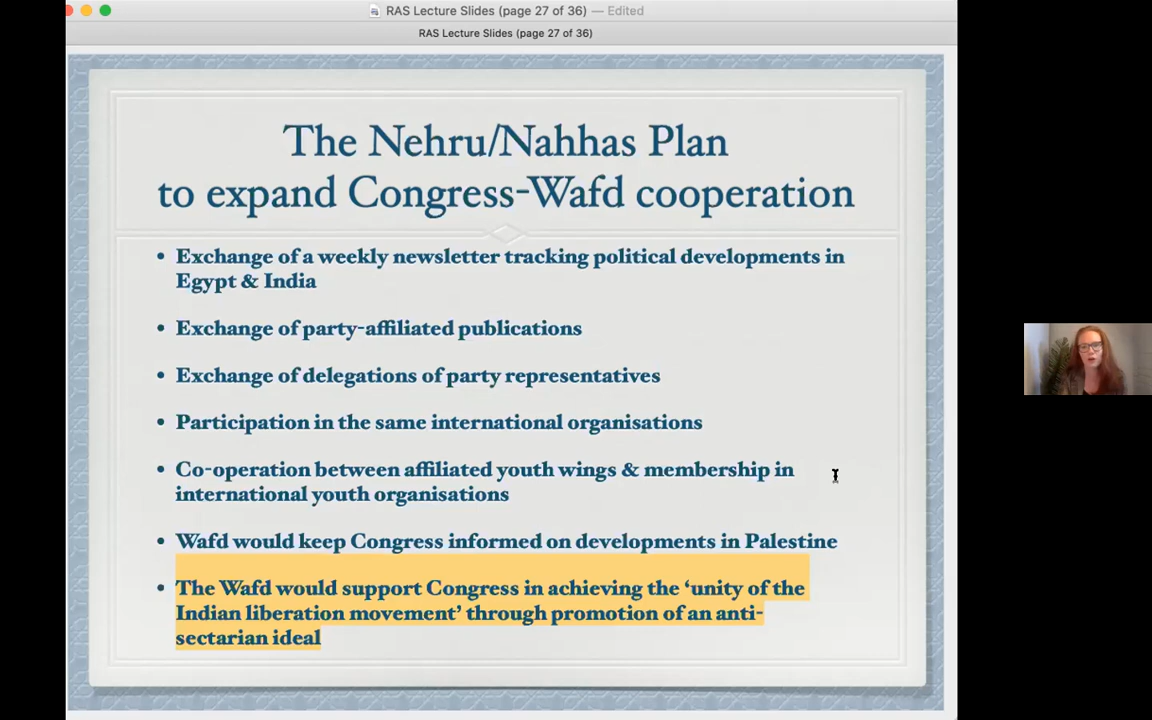 RAS Lecture Slides (page 27 of 36) — Edited
RAS Lecture Slides (page 27 of 36)
The Nehru/Nahhas Plan
to expand Congress-Wafd cooperation
• Exchange of a weekly newsletter tracking political developments in
Egypt & India
• Exchange of party-affiliated publications
• Exchange of delegations of party representatives
• Participation in the same international organisations
• Co-operation between affiliated youth wings & membership in
international youth organisations
• Wafd would keep Congress informed on developments in Palestine
• The Wafd would support Congress in achieving the ‘unity of the
Indian liberation movement’ through promotion of an anti-
sectarian ideal